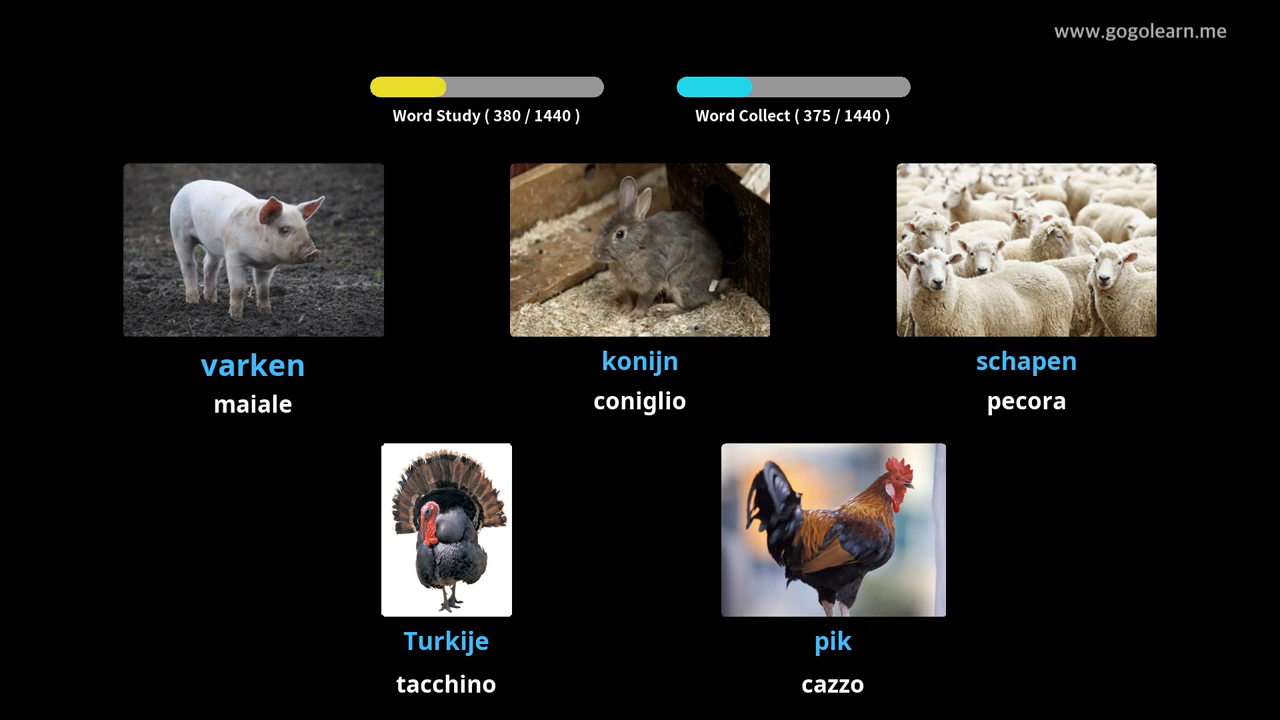 www.gogolearn.me
Word Study ( 380 / 1440 )
Word Collect ( 375 / 1440 )
varken
maiale
konijn
coniglio
schapen
pecora
Turkije
tacchino
pik
cazzo